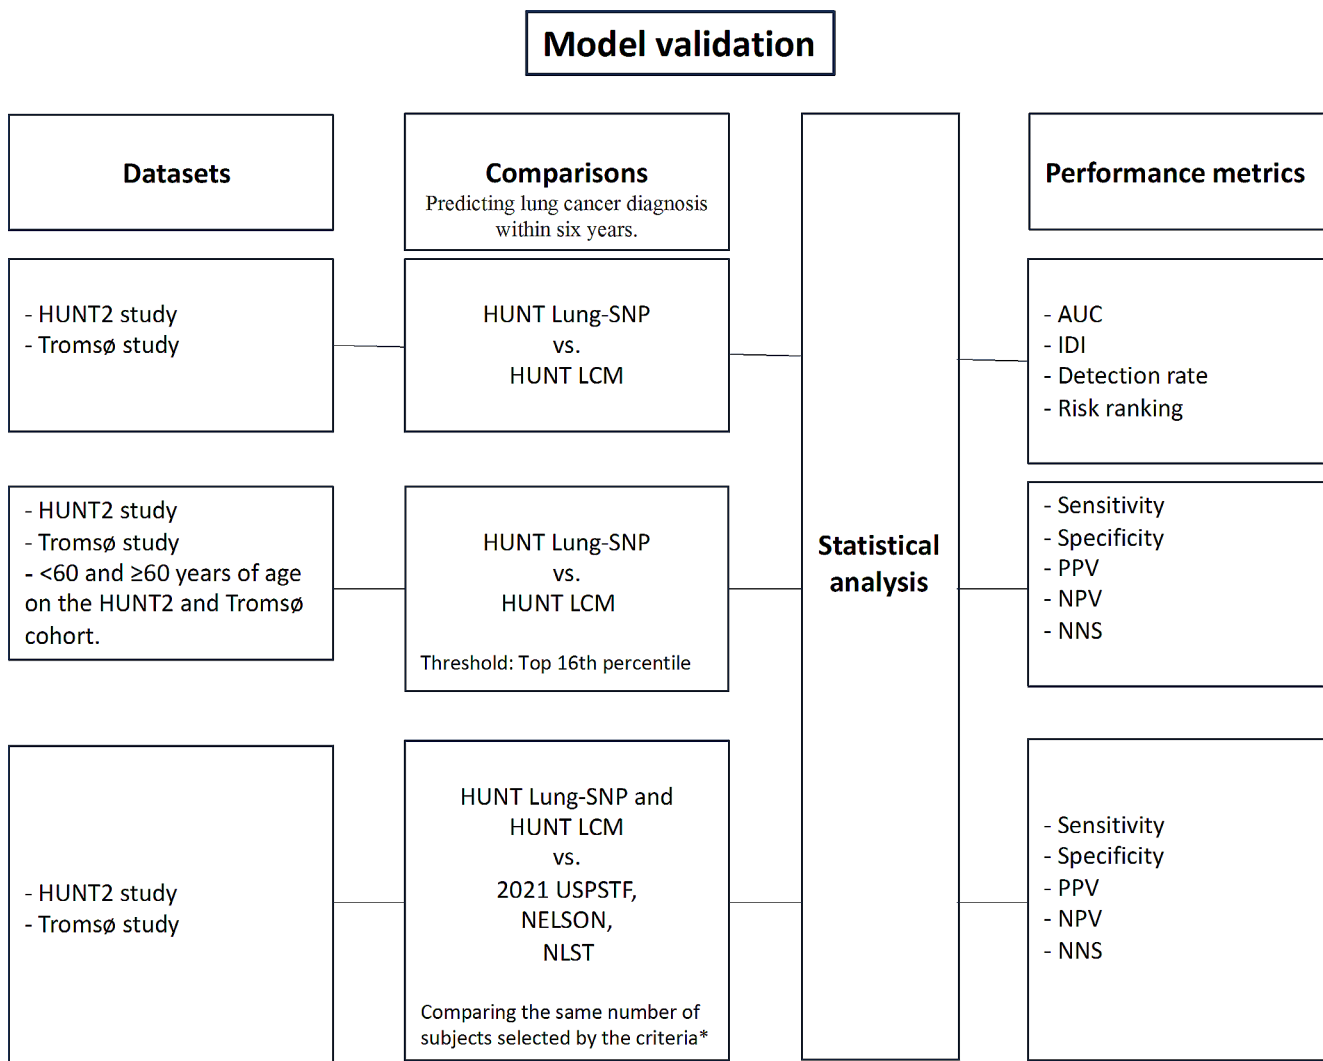 Model validation
Datasets
Comparisons
Predicting lung cancer diagnosis
within six years.
Performance metrics
- HUNT2 study
- Tromsø study
HUNT Lung-SNP
vs.
HUNT LCM
- AUC
- IDI
- Detection rate
- Risk ranking
- HUNT2 study
- Tromsø study
- <60 and ≥60 years of age
on the HUNT2 and Tromsø
cohort.
HUNT Lung-SNP
vs.
HUNT LCM
Threshold: Top 16th percentile
Statistical
analysis
- Sensitivity
- Specificity
- PPV
- NPV
- NNS
- HUNT2 study
- Tromsø study
HUNT Lung-SNP and
HUNT LCM
vs.
2021 USPSTF,
NELSON,
NLST
Comparing the same number of
subjects selected by the criteria*
- Sensitivity
- Specificity
- PPV
- NPV
- NNS